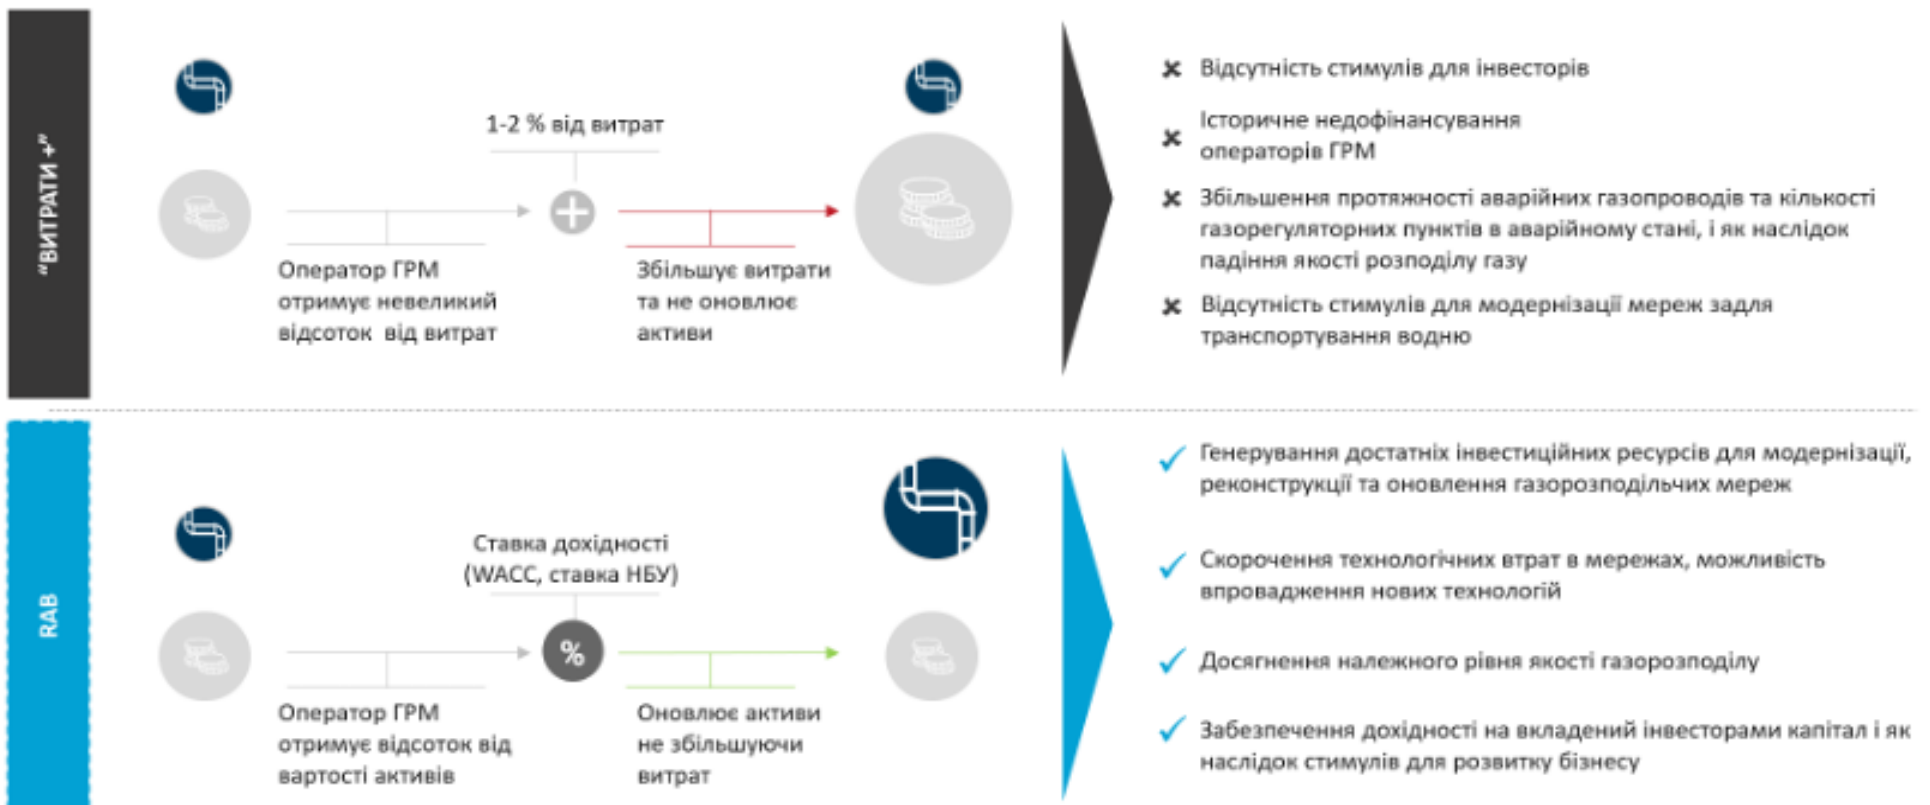 "ВИТРАТИ +"
1-2 % від витрат
Оператор ГРМ
отримує невеликий
відсоток від витрат
Збільшує витрати
та не оновлює
активи
Відсутність стимулів для інвесторів
Історичне недофінансування
операторів ГРМ
Збільшення протяжності аварійних газопроводів та кількості
газорегуляторних пунктів в аварійному стані, і як наслідок
падіння якості розподілу газу
Відсутність стимулів для модернізації мереж задля
транспортування водню
RAB
Ставка дохідності
(WACC, ставка НБУ)
%
Оператор ГРМ
отримує відсоток від
вартості активів
Оновлює активи
не збільшуючи
витрат
Генерування достатніх інвестиційних ресурсів для модернізації,
реконструкції та оновлення газорозподільчих мереж
Скорочення технологічних втрат в мережах, можливість
впровадження нових технологій
Досягнення належного рівня якості газорозподілу
Забезпечення дохідності на вкладений інвесторами капітал і як
наслідок стимулів для розвитку бізнесу